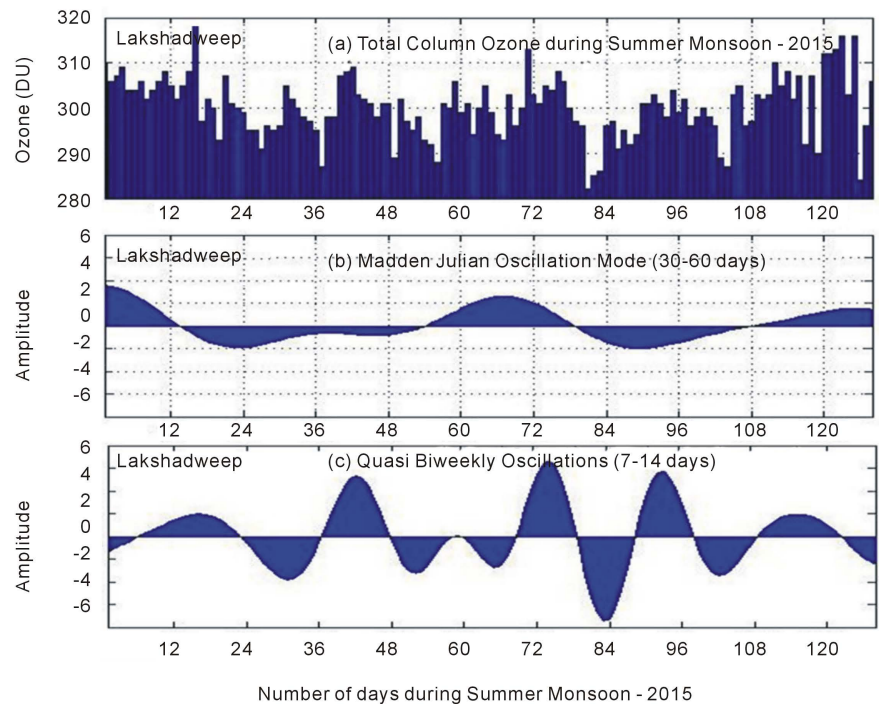 320
310
300
290
280
Ozone (DU)
Lakshadweep
(a) Total Column Ozone during Summer Monsoon - 2015
12 24 36 48 60 72 84 96 108 120
6
4
2
0
-2
-4
-6
Amplitude
Lakshadweep
(b) Madden Julian Oscillation Mode (30-60 days)
12 24 36 48 60 72 84 96 108 120
6
4
2
0
-2
-4
-6
Amplitude
Lakshadweep
(c) Quasi Biweekly Oscillations (7-14 days)
12 24 36 48 60 72 84 96 108 120
Number of days during Summer Monsoon - 2015